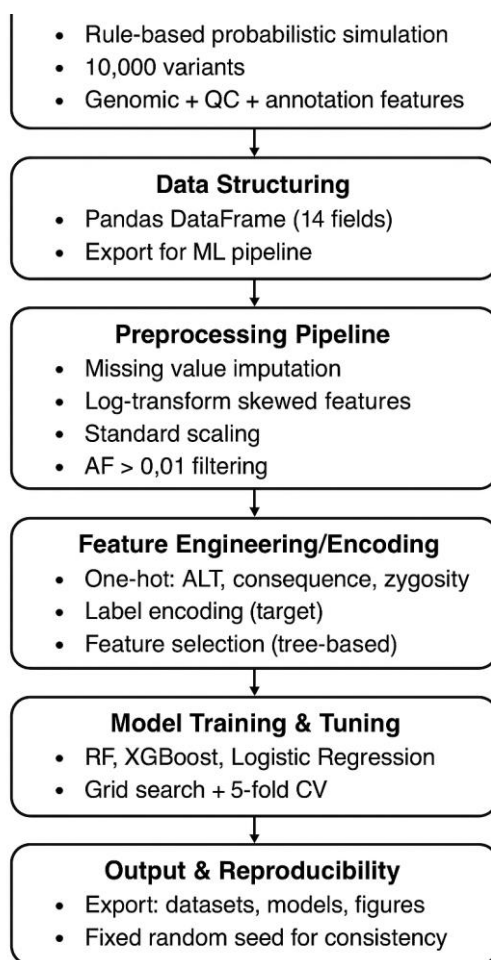 • Rule-based probabilistic simulation
• 10,000 variants
• Genomic + QC + annotation features
Data Structuring
• Pandas DataFrame (14 fields)
• Export for ML pipeline
Preprocessing Pipeline
• Missing value imputation
• Log-transform skewed features
• Standard scaling
• AF > 0,01 filtering
Feature Engineering/Encoding
• One-hot: ALT, consequence, zygosity
• Label encoding (target)
• Feature selection (tree-based)
Model Training & Tuning
• RF, XGBoost, Logistic Regression
• Grid search + 5-fold CV
Output & Reproducibility
• Export: datasets, models, figures
• Fixed random seed for consistency